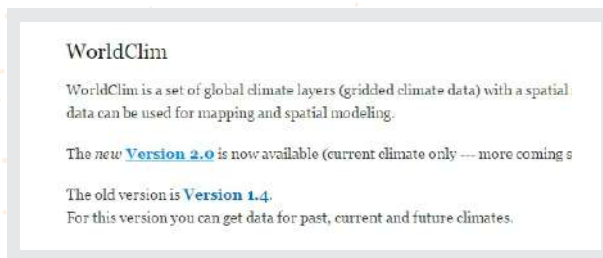 WorldClim
WorldClim is a set of global climate layers (gridded climate data) with a spatial
data can be used for mapping and spatial modeling.
The new Version 2.0 is now available (current climate only --- more coming s
The old version is Version 1.4.
For this version you can get data for past, current and future climates.